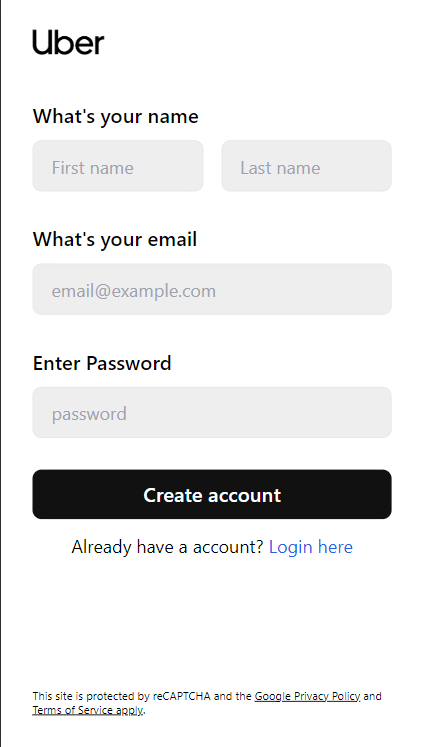 Uber
What's your name
First name Last name
What's your email
email@example.com
Enter Password
password
Create account
Already have a account? Login here
This site is protected by reCAPTCHA and the Google Privacy Policy and
Terms of Service apply.